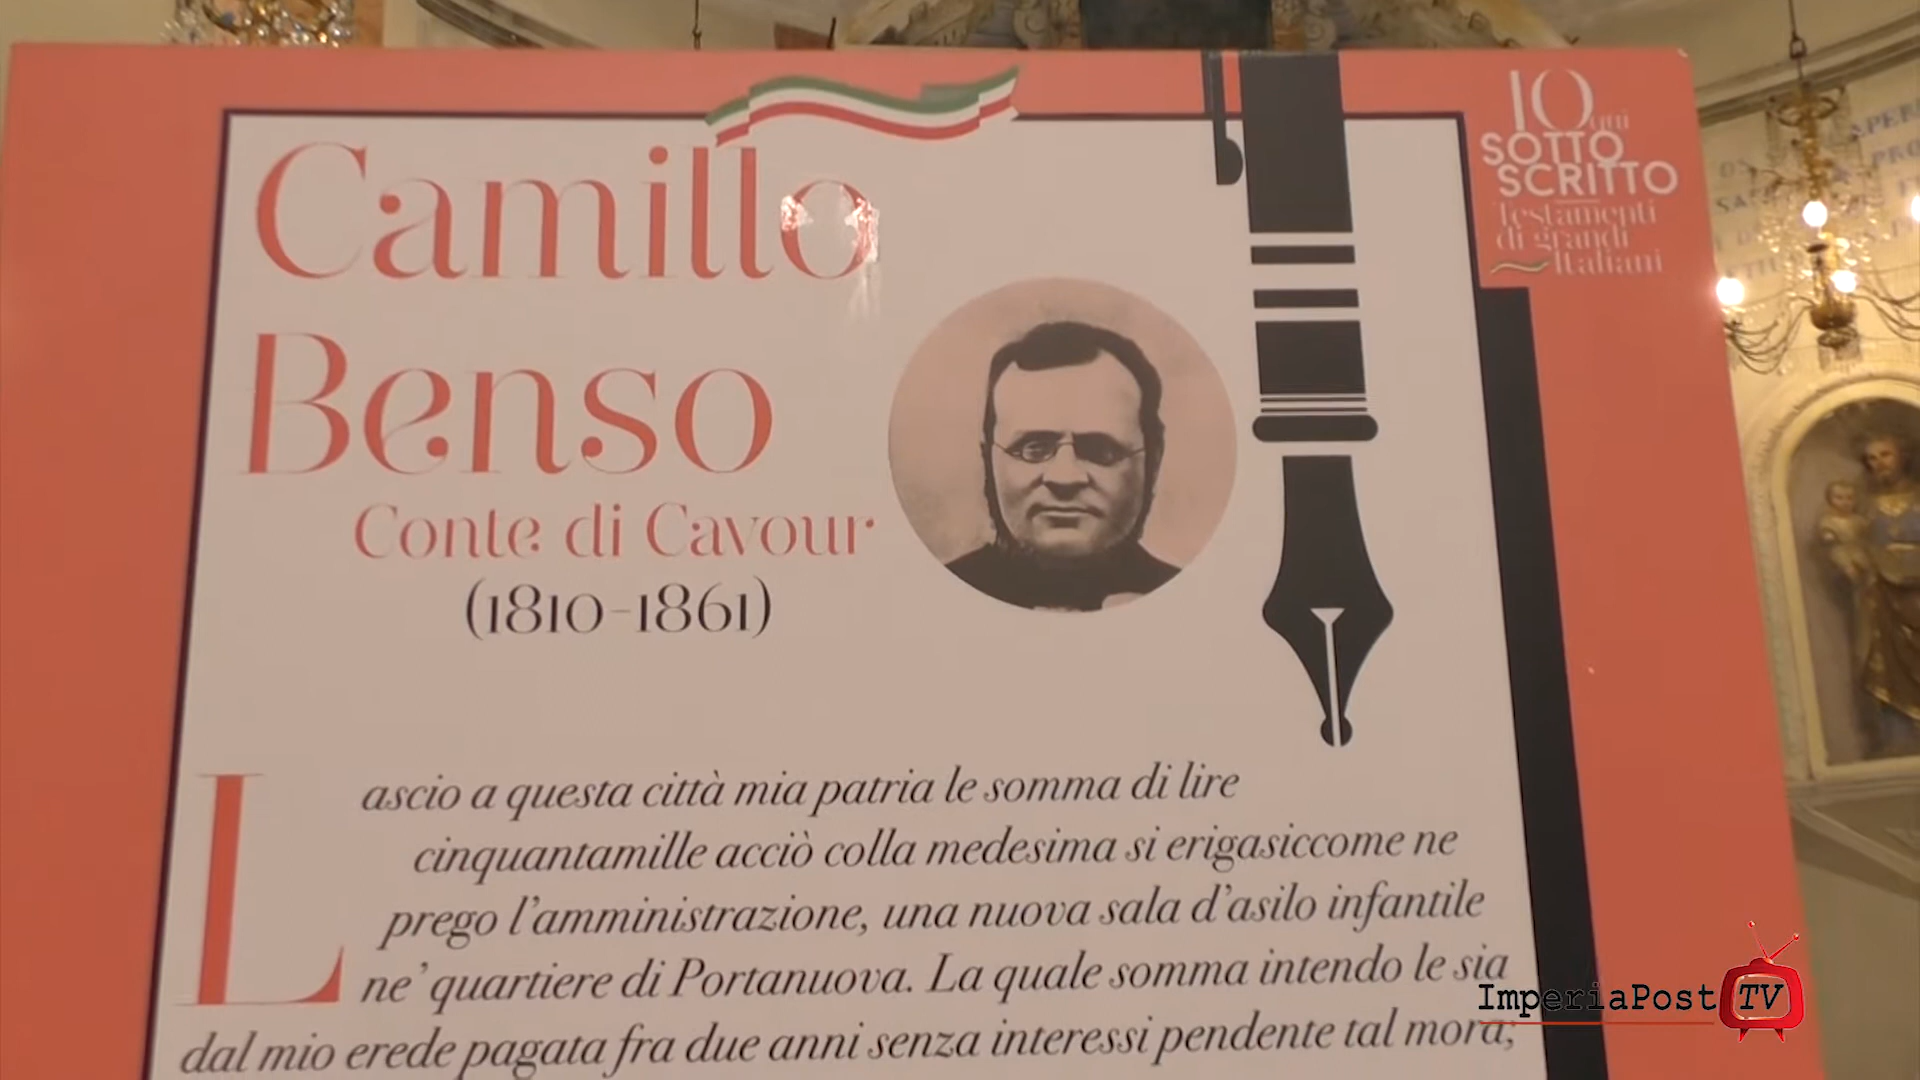 Camillo
Benso
Conte di Cavour
(1810-1861)
IO
SOTTO
SCRITTO
Testamenti
di grandi
Italiani
Lascio a questa città mia patria le somma di lire
cinquantamille acciò colla medesima si erigasiccome ne
prego l'amministrazione, una nuova sala d'asilo infantile
ne' quartiere di Portanuova. La quale somma intendo le sia
dal mio erede pagata fra due anni senza interessi pendente tal mora,
ImperiaPost TV